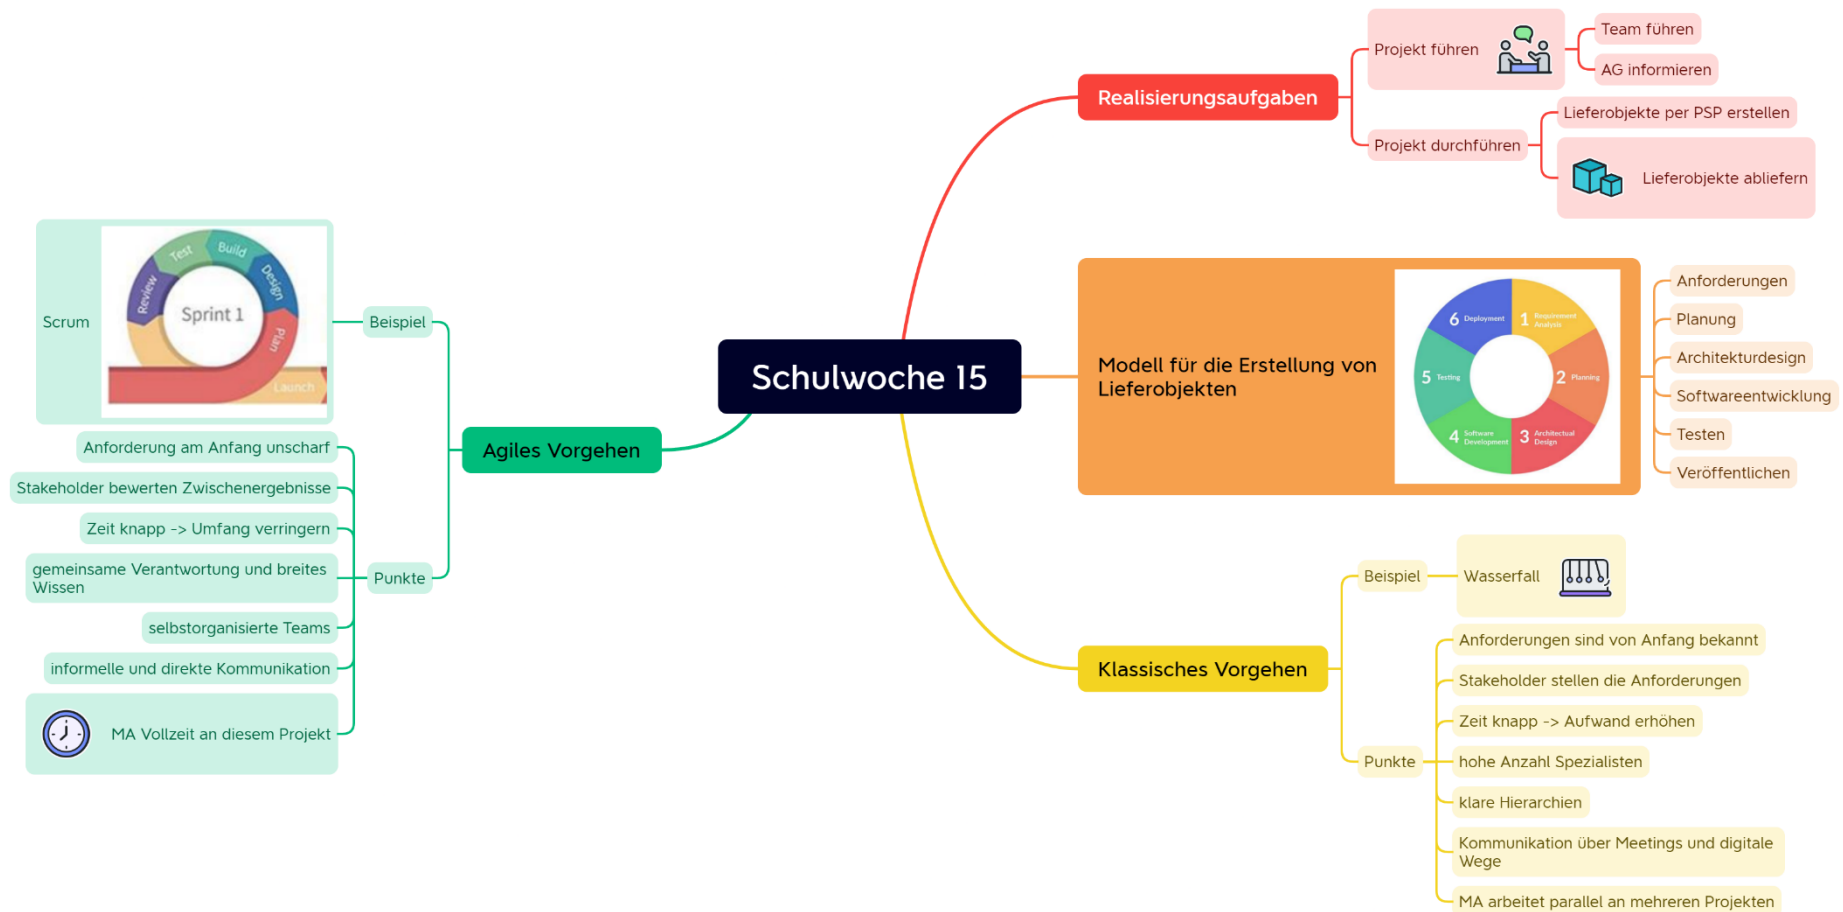 Schulwoche 15
Realisierungsaufgaben
Projekt führen
Team führen
AG informieren
Projekt durchführen
Lieferobjekte per PSP erstellen
Lieferobjekte abliefern
Modell für die Erstellung von
Lieferobjekten
1 Requirement
Analysis
2 Planning
3 Architectual
Design
4 Software
Development
5 Testing
6 Deployment
Anforderungen
Planung
Architekturdesign
Softwareentwicklung
Testen
Veröffentlichen
Klassisches Vorgehen
Beispiel
Wasserfall
Punkte
Anforderungen sind von Anfang bekannt
Stakeholder stellen die Anforderungen
Zeit knapp -> Aufwand erhöhen
hohe Anzahl Spezialisten
klare Hierarchien
Kommunikation über Meetings und digitale
Wege
MA arbeitet parallel an mehreren Projekten
Agiles Vorgehen
Beispiel
Scrum
Sprint 1
Plan
Design
Build
Test
Review
Launch
Punkte
Anforderung am Anfang unscharf
Stakeholder bewerten Zwischenergebnisse
Zeit knapp -> Umfang verringern
gemeinsame Verantwortung und breites
Wissen
selbstorganisierte Teams
informelle und direkte Kommunikation
MA Vollzeit an diesem Projekt